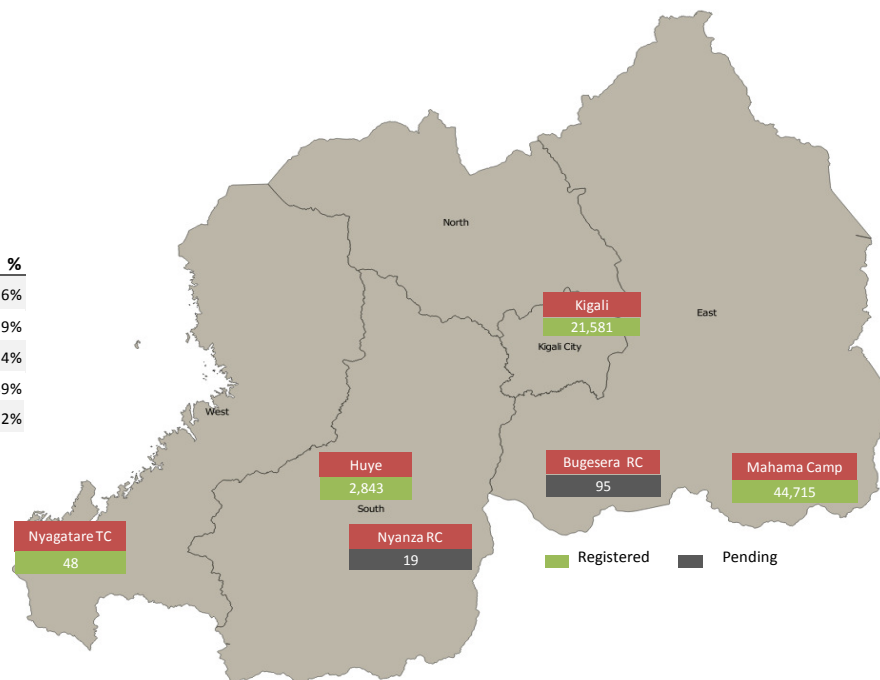 %
6%
9%
4%
9%
2%
North
Kigali
21,581
East
Kigali City
West
Huye
2,843
South
Bugesera RC
95
Mahama Camp
44,715
Nyagatare TC
48
Nyanza RC
19
Registered
Pending